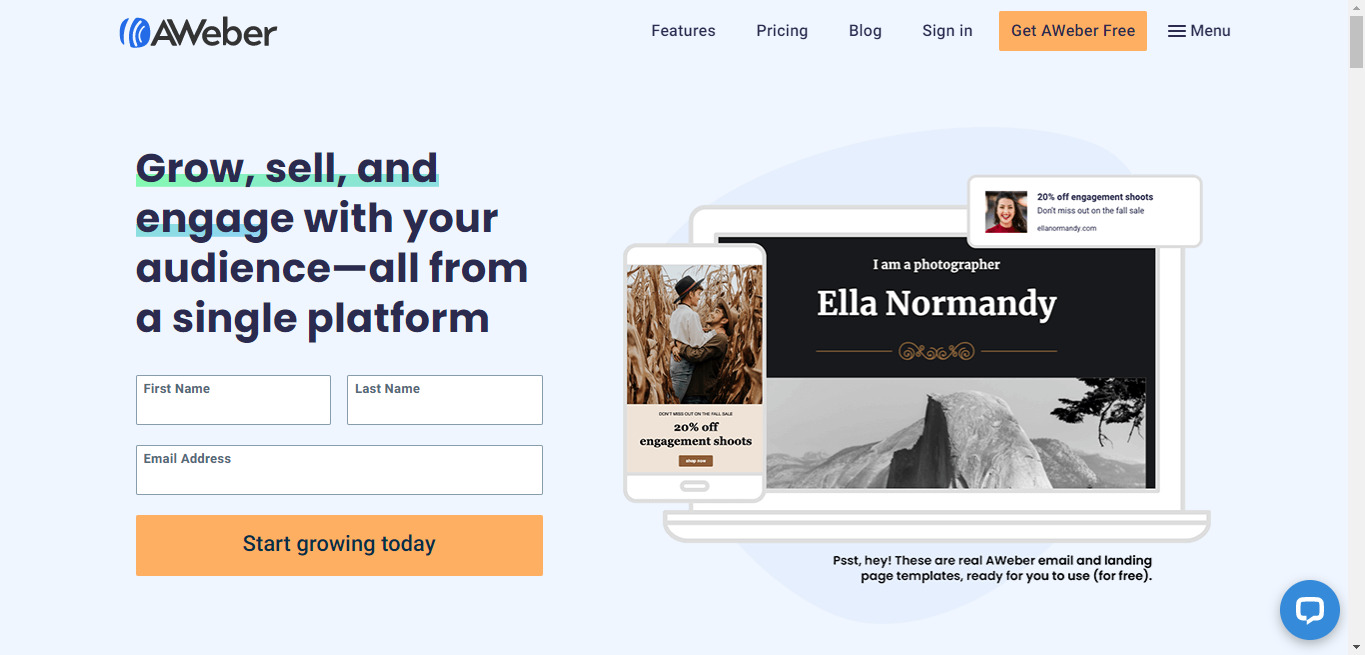 AWeber
Features
Pricing
Blog
Sign in
Get AWeber Free
Menu
Grow, sell, and
engage with your
audience—all from
a single platform
First Name
Last Name
Email Address
Start growing today
20% off engagement shoots
Don't miss out on the fall sale
ellanormandy.com
I am a photographer
Ella Normandy
DON'T MISS OUT ON THE FALL SALE
20% off
engagement shoots
shop now
Psst, hey! These are real AWeber email and landing
page templates, ready for you to use (for free).